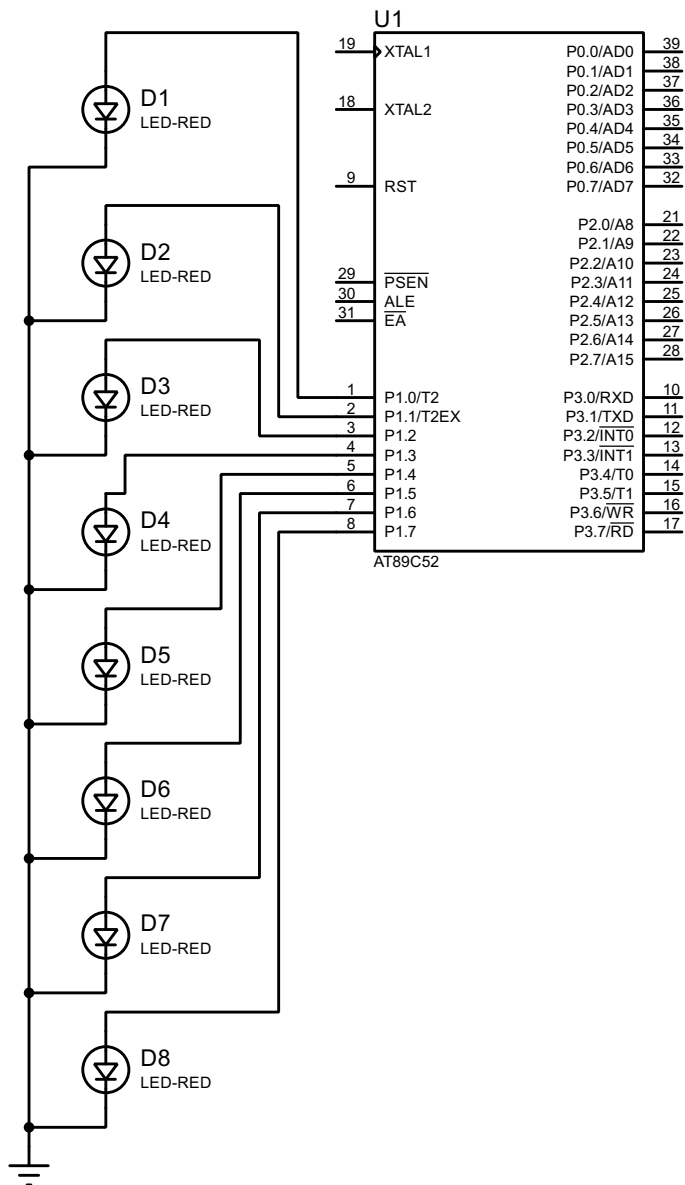 U1
19 XTAL1 P0.0/AD0 39
P0.1/AD1 38
P0.2/AD2 37
18 XTAL2 P0.3/AD3 36
P0.4/AD4 35
P0.5/AD5 34
P0.6/AD6 33
9 RST P0.7/AD7 32
P2.0/A8 21
P2.1/A9 22
P2.2/A10 23
29 PSEN P2.3/A11 24
30 ALE P2.4/A12 25
31 EA P2.5/A13 26
P2.6/A14 27
P2.7/A15 28
1 P1.0/T2 P3.0/RXD 10
2 P1.1/T2EX P3.1/TXD 11
3 P1.2 P3.2/INT0 12
4 P1.3 P3.3/INT1 13
5 P1.4 P3.4/T0 14
6 P1.5 P3.5/T1 15
7 P1.6 P3.6/WR 16
8 P1.7 P3.7/RD 17
AT89C52
D1
LED-RED
D2
LED-RED
D3
LED-RED
D4
LED-RED
D5
LED-RED
D6
LED-RED
D7
LED-RED
D8
LED-RED